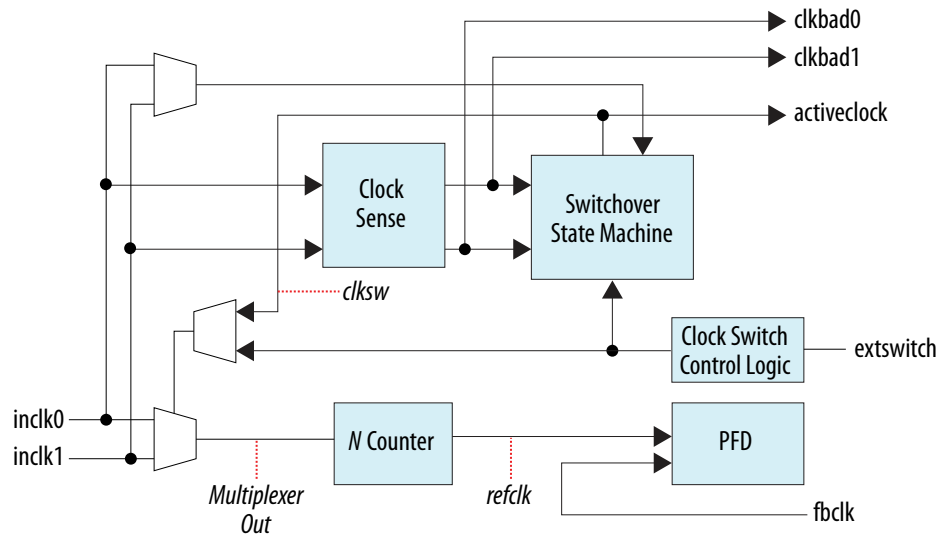 clkbad0
clkbad1
activeclock
Clock
Sense
Switchover
State Machine
clksw
Clock Switch
Control Logic
extswitch
inclk0
inclk1
N Counter
PFD
Multiplexer
Out
refclk
fbclk